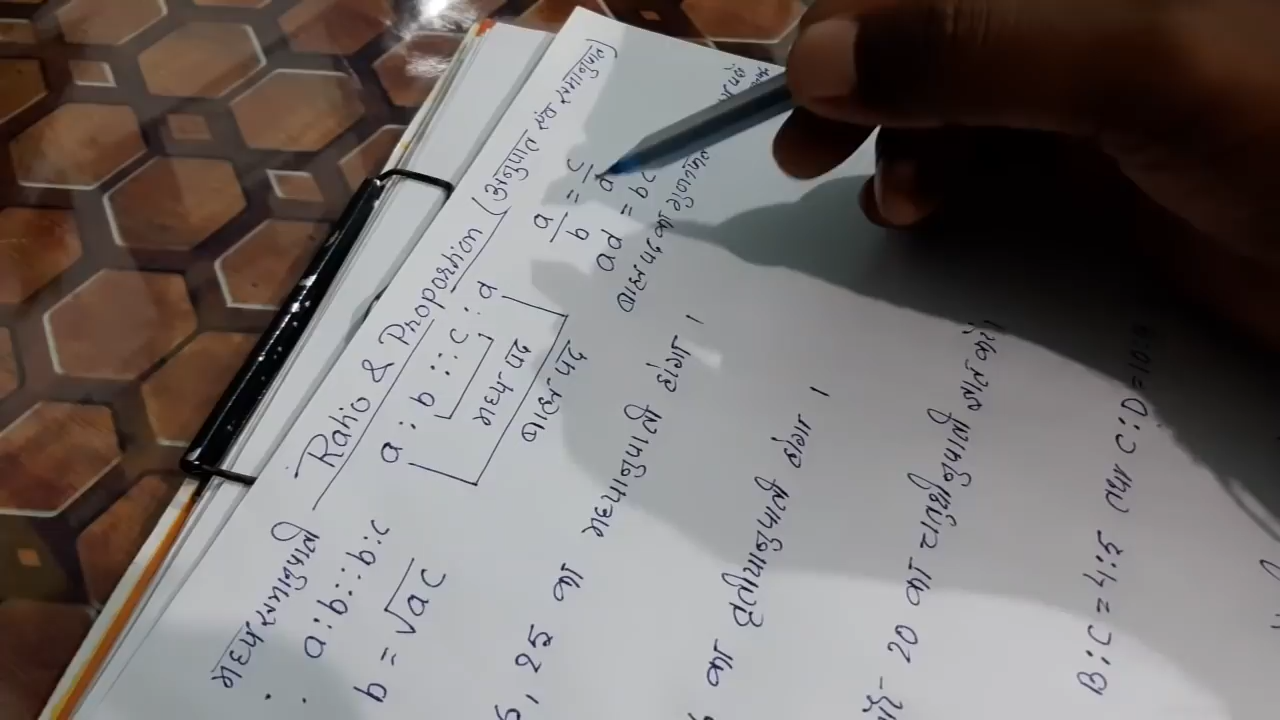 Ratio & Proportion (अनुपात एवं समानुपात)
मध्य समानुपाती
a : b :: c : d
a/b = c/d
: a:b::b:c
मध्य पद
ad = bc
b = √ac
बाह्य पद
बाह्य पद का गुणनफल
, 25 का मध्यानुपाती होगा ।
का तृतीयानुपाती होगा ।
20 का चतुर्थानुपाती ज्ञात करें
B:C = 4:5 तथा C:D = 10: